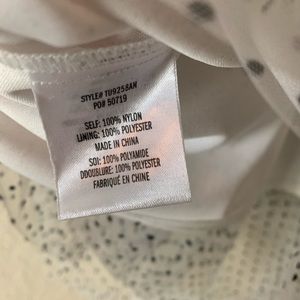 STYLE# TU9258AN
PO# 50719
SELF: 100% NYLON
LINING: 100% POLYESTER
MADE IN CHINA
SOI: 100% POLYAMIDE
DDOUBLURE: 100% POLYESTER
FABRIQUÉ EN CHINE